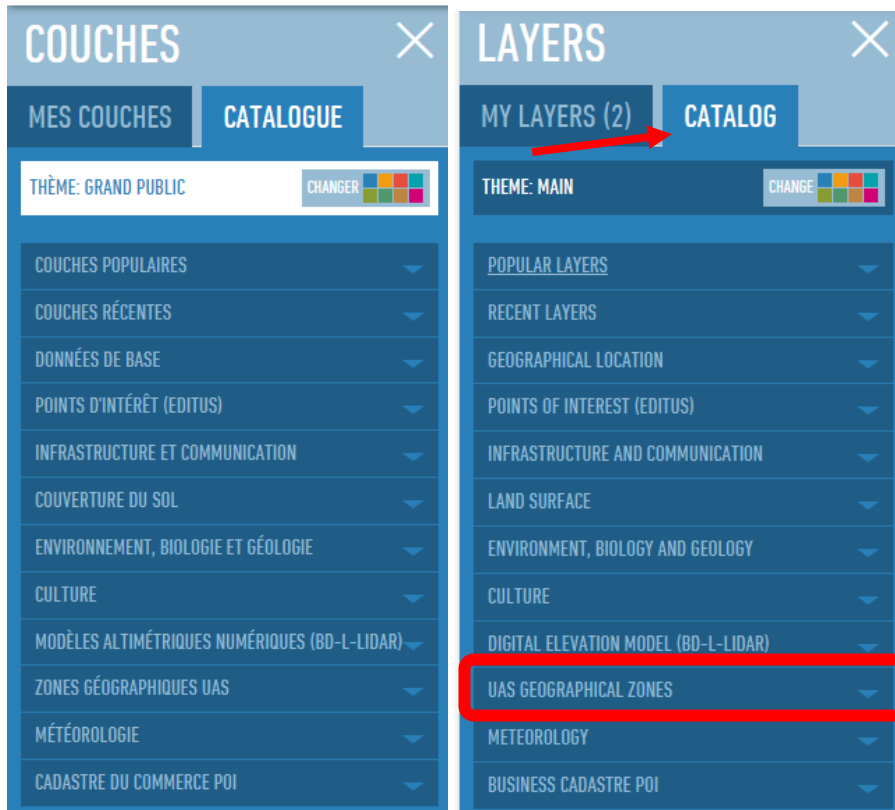 COUCHES
MES COUCHES CATALOGUE
THÈME: GRAND PUBLIC CHANGER
COUCHES POPULAIRES
COUCHES RÉCENTES
DONNÉES DE BASE
POINTS D'INTÉRÊT (EDITUS)
INFRASTRUCTURE ET COMMUNICATION
COUVERTURE DU SOL
ENVIRONNEMENT, BIOLOGIE ET GÉOLOGIE
CULTURE
MODÈLES ALTIMÉTRIQUES NUMÉRIQUES (BD-L-LIDAR)
ZONES GÉOGRAPHIQUES UAS
MÉTÉOROLOGIE
CADASTRE DU COMMERCE POI
LAYERS
MY LAYERS (2) CATALOG
THEME: MAIN CHANGE
POPULAR LAYERS
RECENT LAYERS
GEOGRAPHICAL LOCATION
POINTS OF INTEREST (EDITUS)
INFRASTRUCTURE AND COMMUNICATION
LAND SURFACE
ENVIRONMENT, BIOLOGY AND GEOLOGY
CULTURE
DIGITAL ELEVATION MODEL (BD-L-LIDAR)
UAS GEOGRAPHICAL ZONES
METEOROLOGY
BUSINESS CADASTRE POI